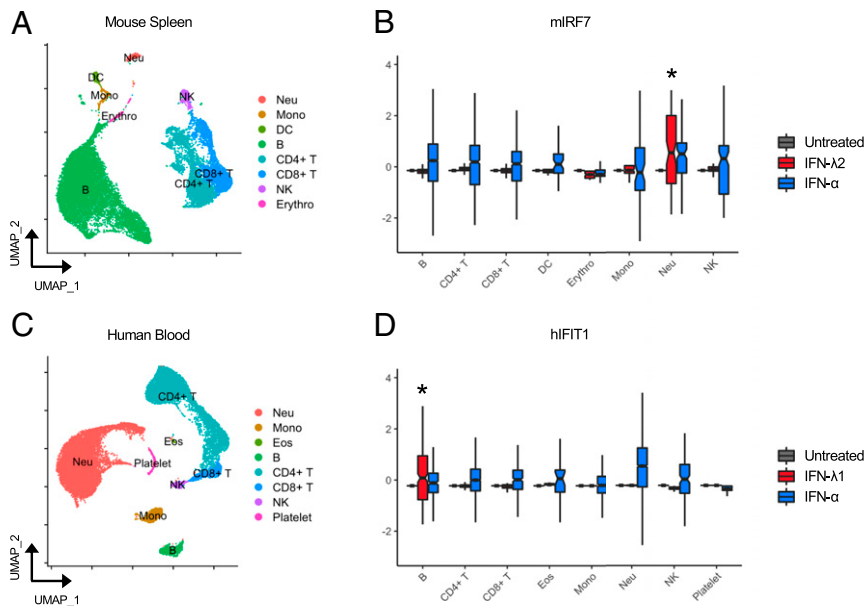 A
Mouse Spleen
Neu
DC
Mono
Erythro
NK
B
CD8+ T
CD4+ T
Neu
Mono
DC
B
CD4+ T
CD8+ T
NK
Erythro
UMAP_2
UMAP_1
B
mIRF7
4
2
0
-2
*
B
CD4+ T
CD8+ T
DC
Erythro
Mono
Neu
NK
Untreated
IFN-λ2
IFN-α
C
Human Blood
CD4+ T
Eos
Neu
Platelet
CD8+ T
NK
Mono
B
Neu
Mono
Eos
B
CD4+ T
CD8+ T
NK
Platelet
UMAP_2
UMAP_1
D
hIFIT1
4
2
0
-2
*
B
CD4+ T
CD8+ T
Eos
Mono
Neu
NK
Platelet
Untreated
IFN-λ1
IFN-α